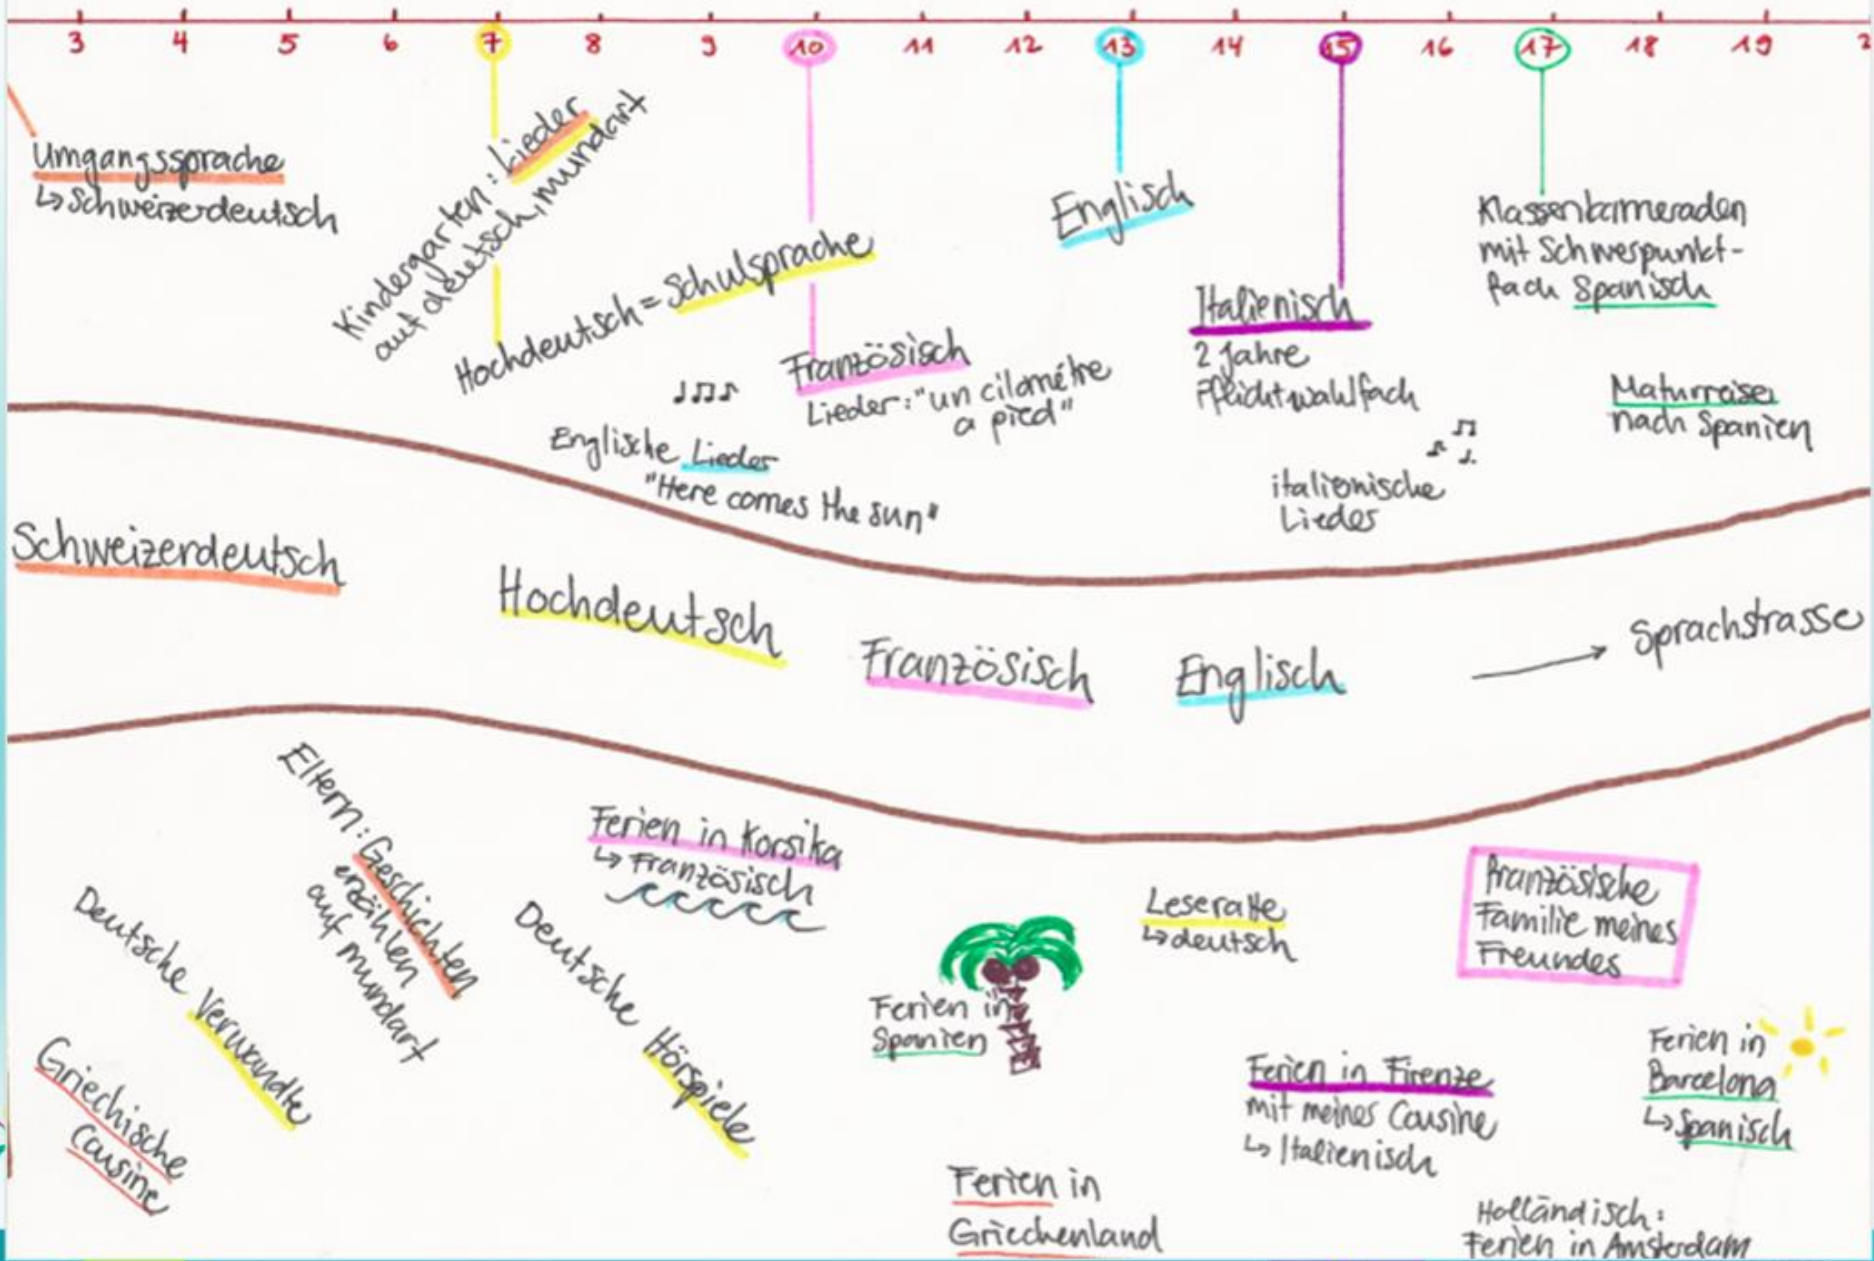 3 4 5 6 7 8 9 10 11 12 13 14 15 16 17 18 19 2
Umgangssprache
↳ Schweizerdeutsch
Kindergarten: Lieder
auf deutsch, mundart
Hochdeutsch = Schulsprache
Französisch
Lieder: "un cilométre
a pied"
Englische Lieder
"Here comes the sun"
Englisch
Italienisch
2 Jahre
Pflichtwahlfach
italienische
Lieder
Klassenkameraden
mit Schwerpunkt-
fach Spanisch
Maturreise
nach Spanien
Schweizerdeutsch
Hochdeutsch
Französisch
Englisch
→ Sprachstrasse
Eltern: Geschichten
erzählen
auf mundart
Deutsche Verwandte
Griechische
Cousine
Ferien in Korsika
↳ Französisch
Deutsche Hörspiele
Ferien in
Spanien
Ferien in
Griechenland
Leseratte
↳ deutsch
Ferien in Firenze
mit meiner Cousine
↳ Italienisch
Französische
Familie meines
Freundes
Ferien in
Barcelona
↳ Spanisch
Holländisch:
Ferien in Amsterdam